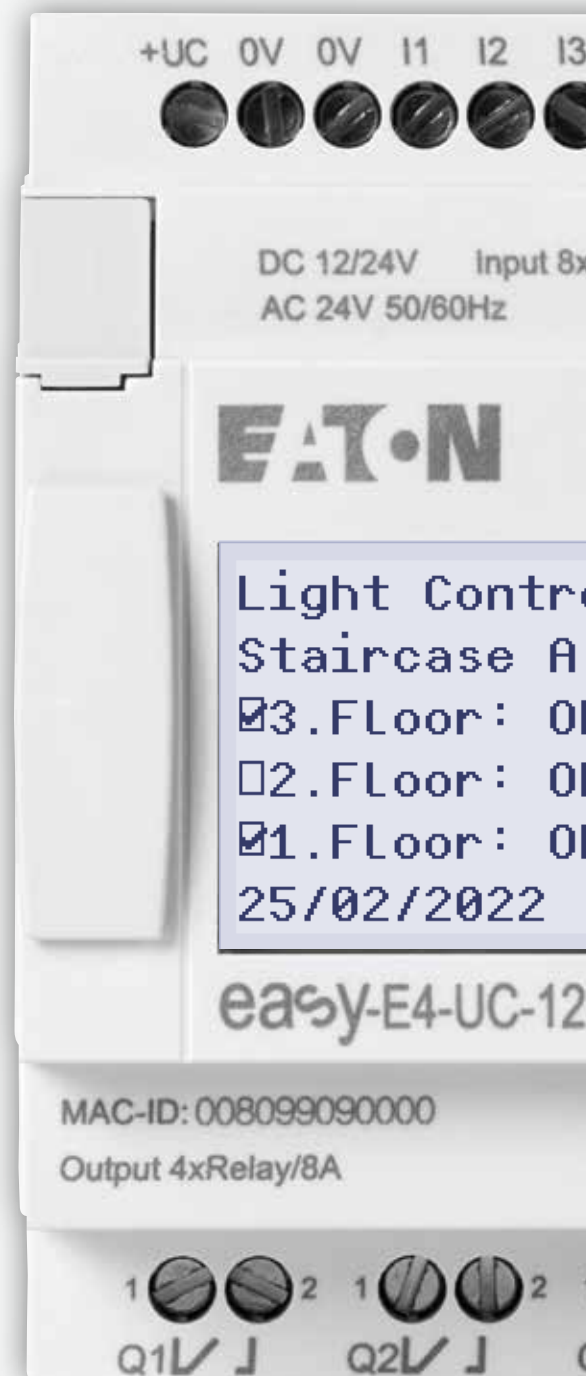 +UC 0V 0V I1 I2 I3
DC 12/24V Input 8x
AC 24V 50/60Hz
EATON
Light Contr
Staircase A
☑3.Floor:
☐2.Floor:
☑1.Floor:
25/02/2022
easy-E4-UC-12
MAC-ID: 008099090000
Output 4xRelay/8A
1 2 1 2
Q1 Q2